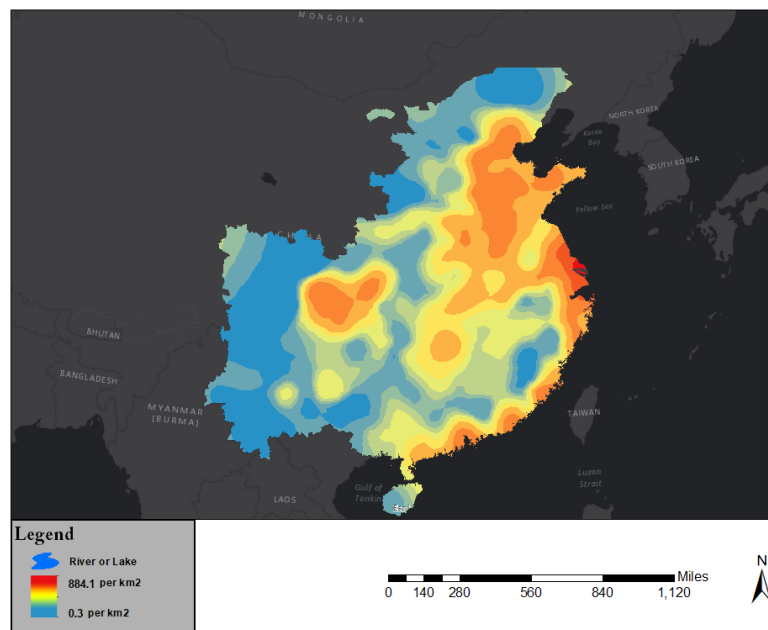 MONGOLIA
NORTH KOREA
Korea
Bay
SOUTH KOREA
Yellow Sea
BHUTAN
BANGLADESH
MYANMAR
(BURMA)
TAIWAN
LAOS
Gulf of
Tonkin
Luzon
Strait
Legend
River or Lake
884.1 per km2
0.3 per km2
Miles
0 140 280 560 840 1,120
N